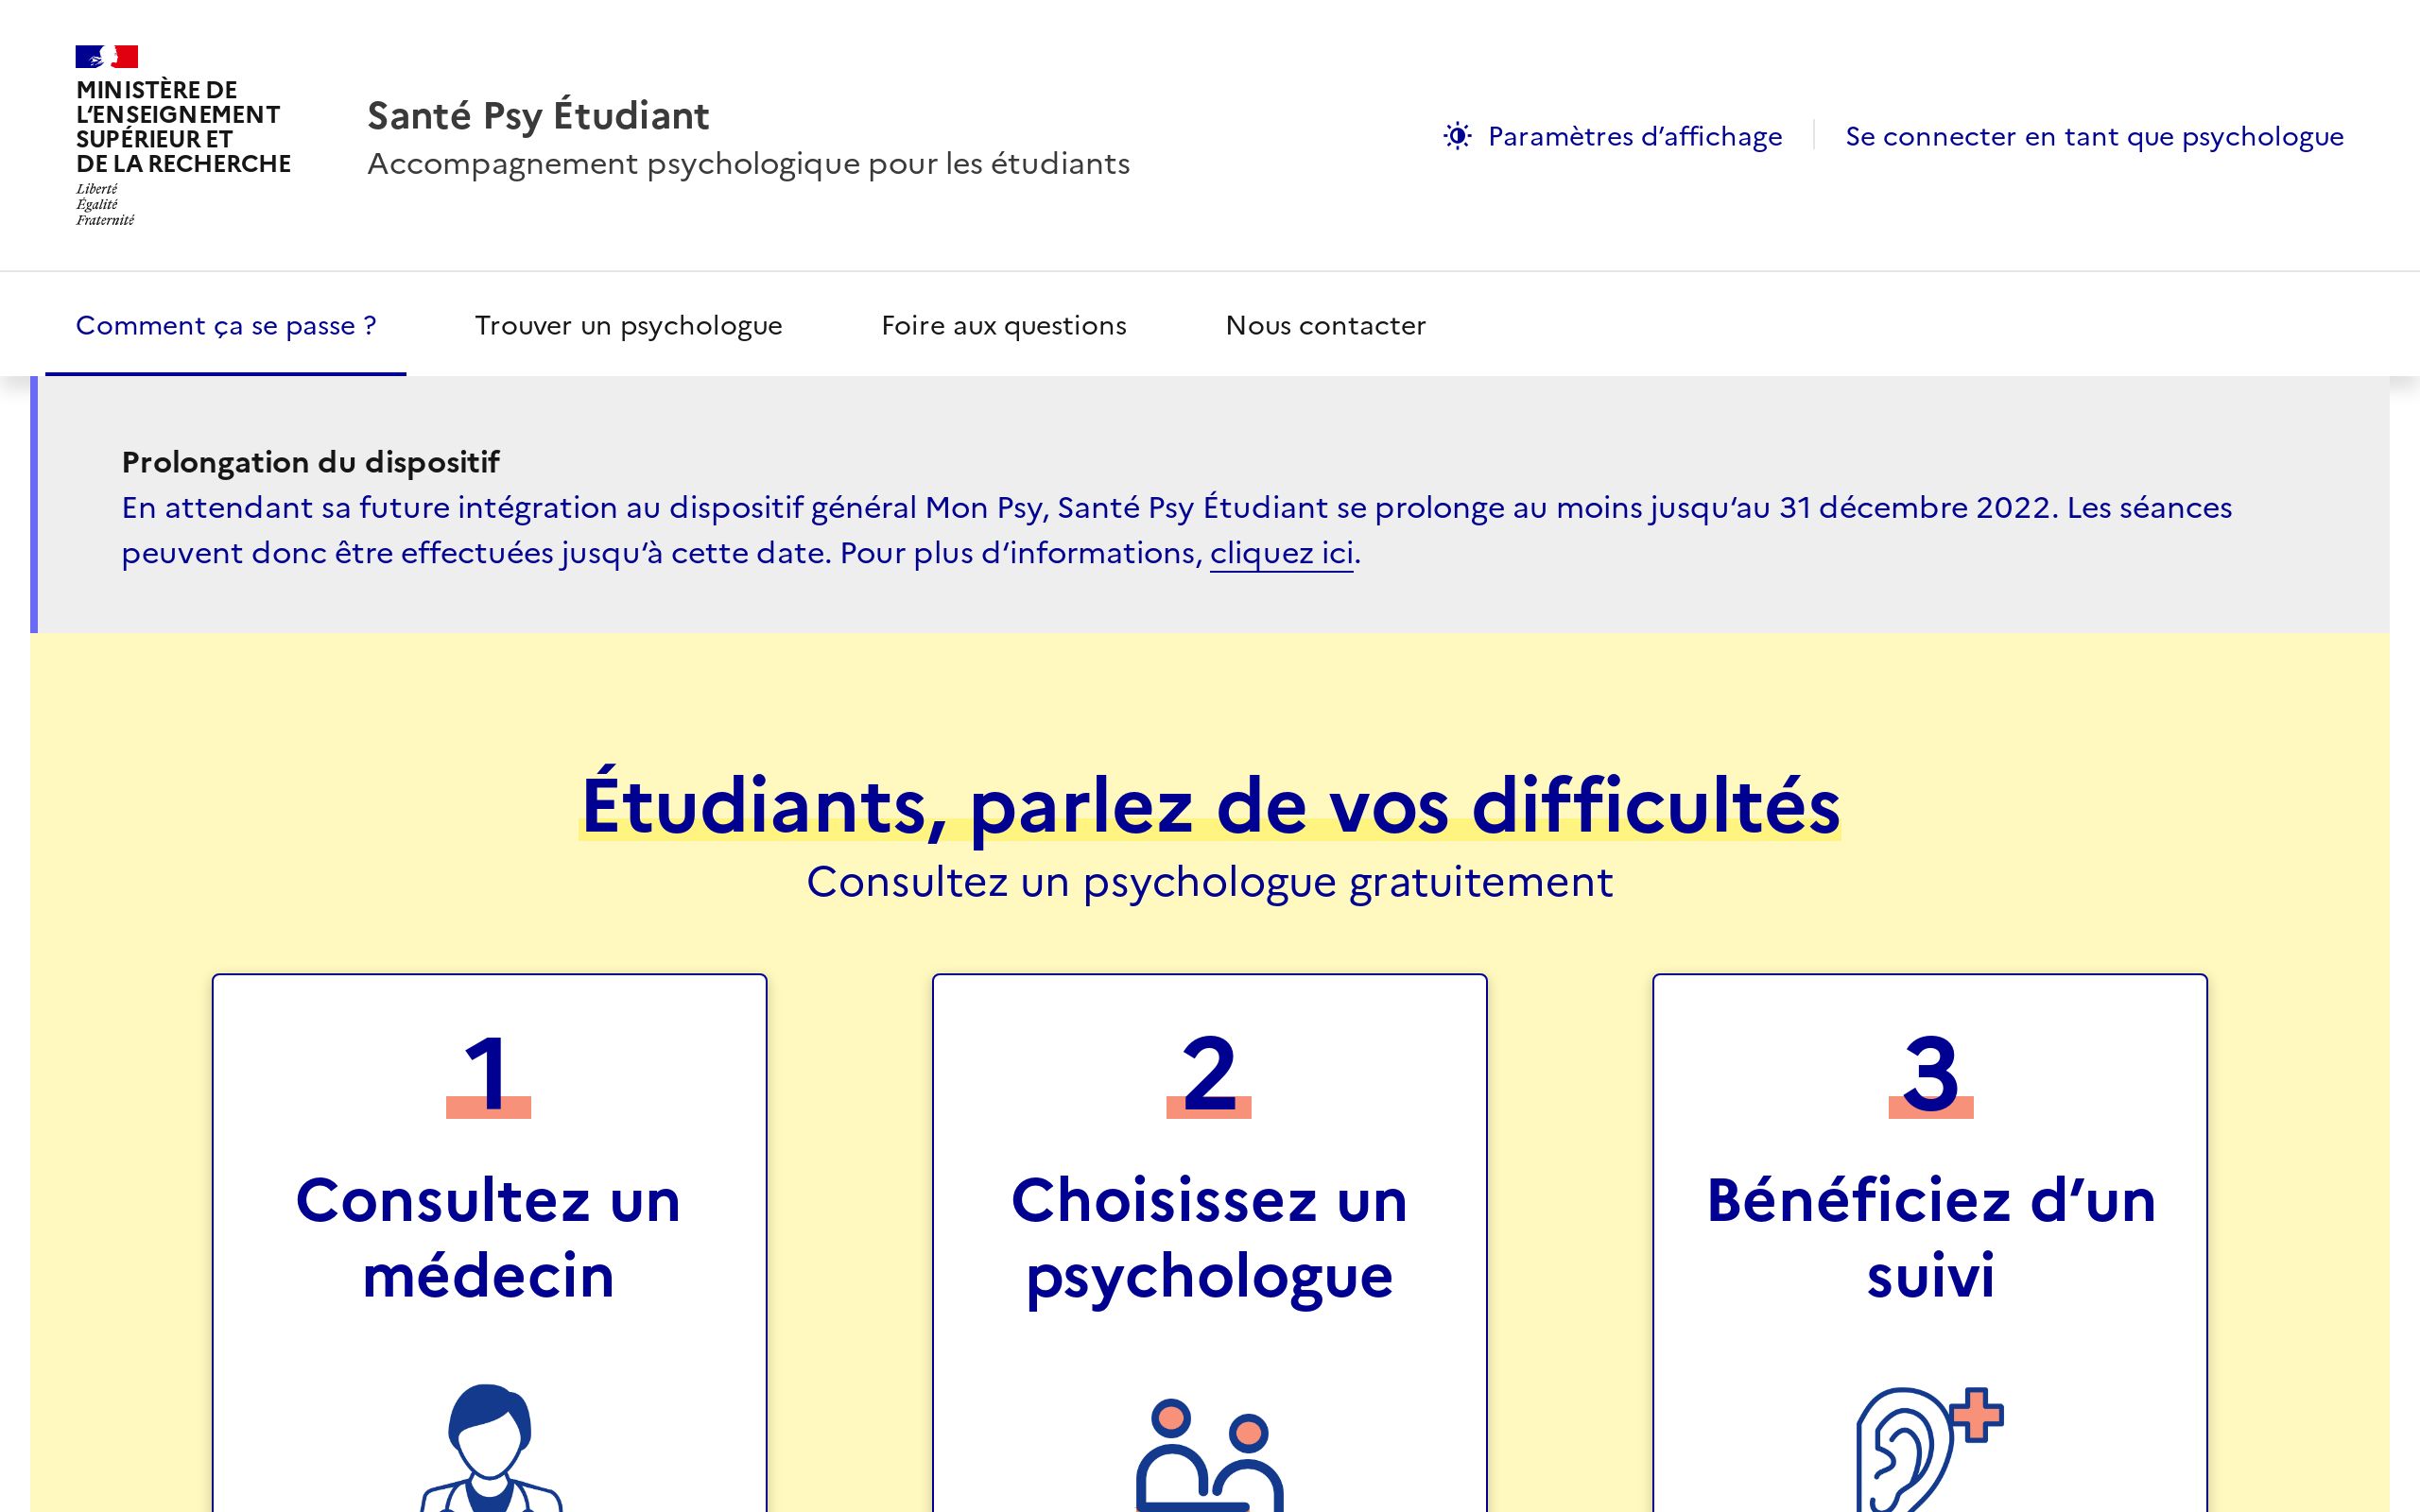 MINISTÈRE DE
L‘ENSEIGNEMENT
SUPÉRIEUR ET
DE LA RECHERCHE
Liberté
Égalité
Fraternité
Santé Psy Étudiant
Accompagnement psychologique pour les étudiants
Paramètres d’affichage
Se connecter en tant que psychologue
Comment ça se passe ?
Trouver un psychologue
Foire aux questions
Nous contacter
Prolongation du dispositif
En attendant sa future intégration au dispositif général Mon Psy, Santé Psy Étudiant se prolonge au moins jusqu‘au 31 décembre 2022. Les séances
peuvent donc être effectuées jusqu‘à cette date. Pour plus d‘informations, cliquez ici.
Étudiants, parlez de vos difficultés
Consultez un psychologue gratuitement
1
Consultez un
médecin
2
Choisissez un
psychologue
3
Bénéficiez d’un
suivi